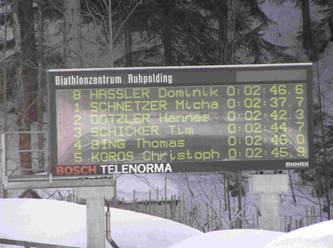 Biathlonzentrum Ruhpolding
8 HASSLER Dominik 0:02:46.6
1 SCHNETZER Micha 0:02:37.7
2 DOTZLER Hannes 0:02:42.3
3 SCHICKER Tim 0:02:44.7
4 BING Thomas 0:02:46.0
5 KOROS Christoph 0:02:45.9
BOSCH TELENORMA